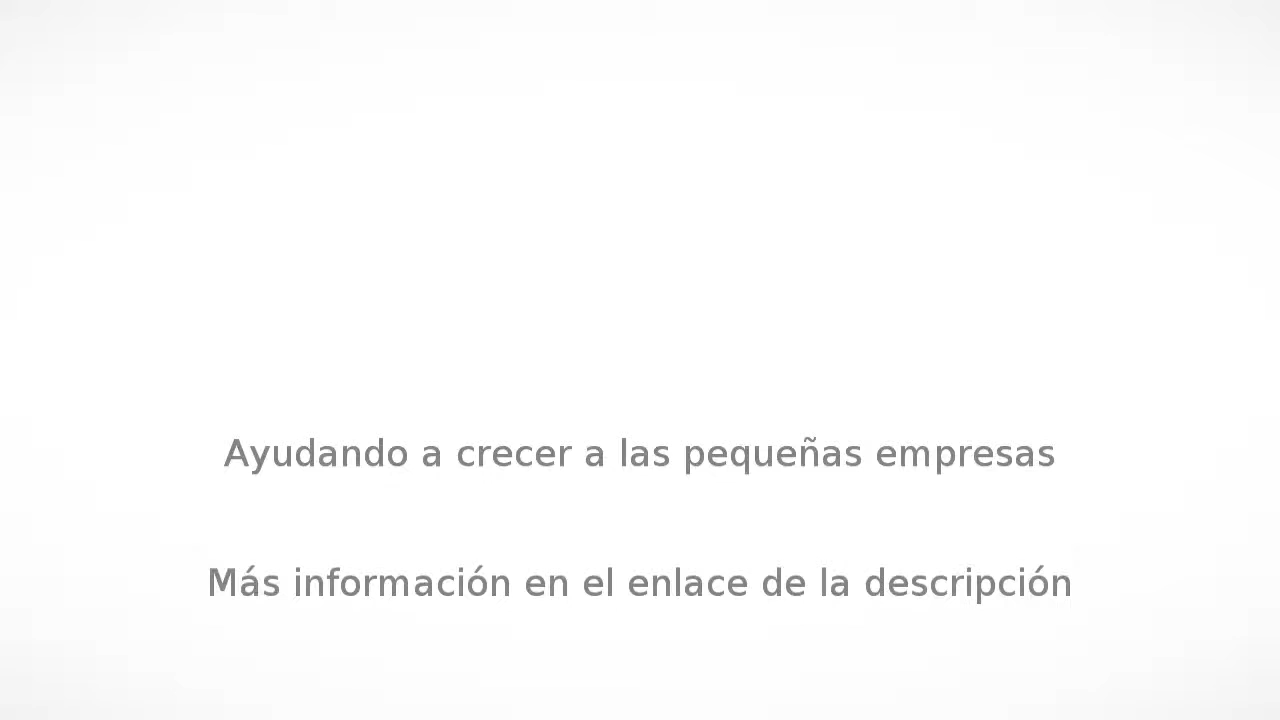 Ayudando a crecer a las pequeñas empresas
Más información en el enlace de la descripción